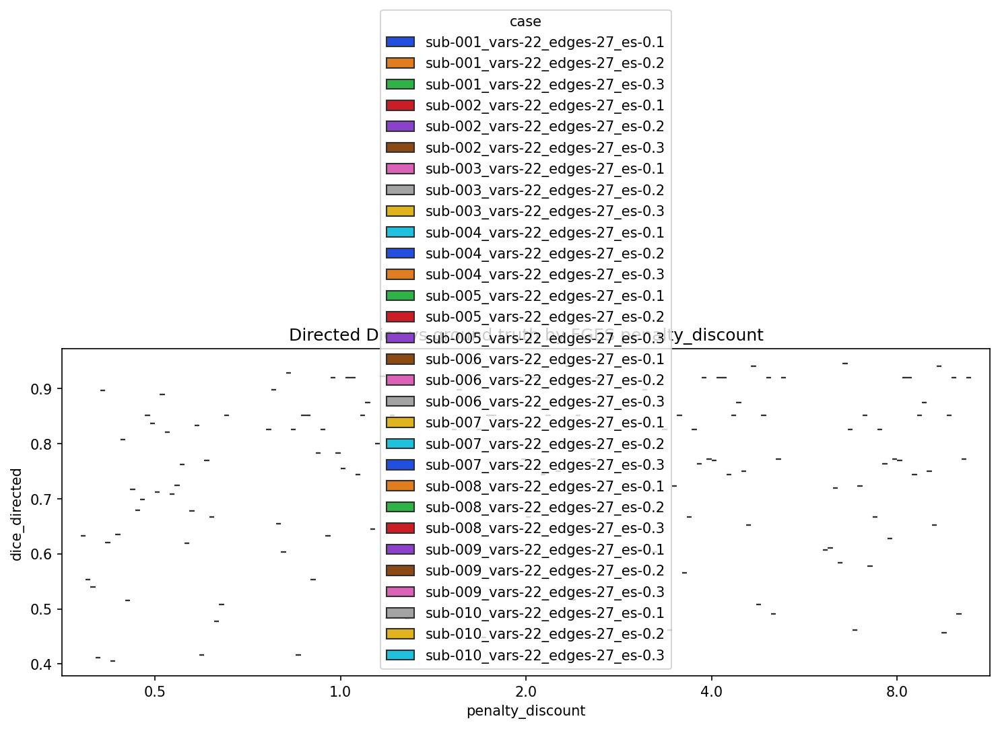 case
sub-001_vars-22_edges-27_es-0.1
sub-001_vars-22_edges-27_es-0.2
sub-001_vars-22_edges-27_es-0.3
sub-002_vars-22_edges-27_es-0.1
sub-002_vars-22_edges-27_es-0.2
sub-002_vars-22_edges-27_es-0.3
sub-003_vars-22_edges-27_es-0.1
sub-003_vars-22_edges-27_es-0.2
sub-003_vars-22_edges-27_es-0.3
sub-004_vars-22_edges-27_es-0.1
sub-004_vars-22_edges-27_es-0.2
sub-004_vars-22_edges-27_es-0.3
sub-005_vars-22_edges-27_es-0.1
sub-005_vars-22_edges-27_es-0.2
Directed Dice vs ground truth by FGES penalty_discount
sub-005_vars-22_edges-27_es-0.3
sub-006_vars-22_edges-27_es-0.1
sub-006_vars-22_edges-27_es-0.2
sub-006_vars-22_edges-27_es-0.3
sub-007_vars-22_edges-27_es-0.1
sub-007_vars-22_edges-27_es-0.2
sub-007_vars-22_edges-27_es-0.3
sub-008_vars-22_edges-27_es-0.1
sub-008_vars-22_edges-27_es-0.2
sub-008_vars-22_edges-27_es-0.3
sub-009_vars-22_edges-27_es-0.1
sub-009_vars-22_edges-27_es-0.2
sub-009_vars-22_edges-27_es-0.3
sub-010_vars-22_edges-27_es-0.1
sub-010_vars-22_edges-27_es-0.2
sub-010_vars-22_edges-27_es-0.3
dice_directed
0.9
0.8
0.7
0.6
0.5
0.4
0.5 1.0 2.0 4.0 8.0
penalty_discount